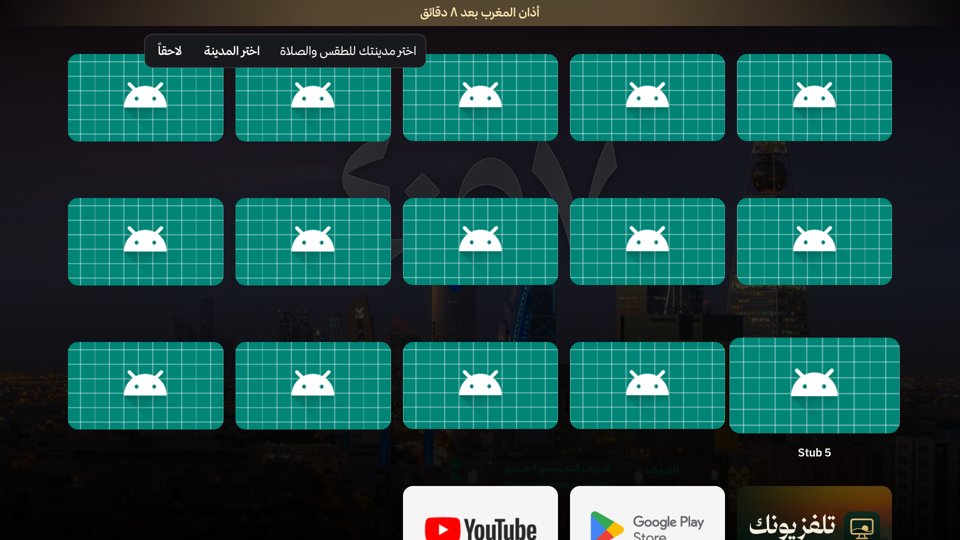 أذان المغرب بعد ٨ دقائق
اختر مدينتك للطقس والصلاة
اختر المدينة
لاحقاً
Stub 5
تلفزيونك
Google Play
Store
YouTube